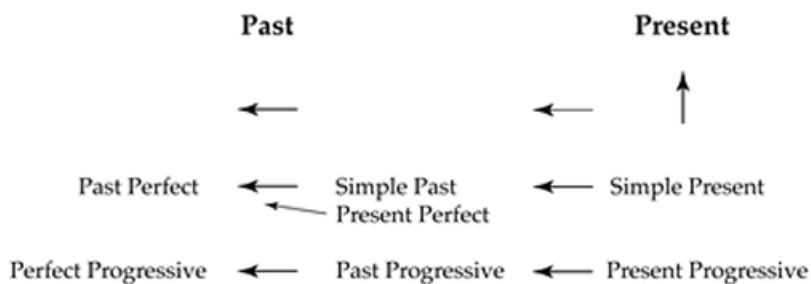 Past Present
Past Perfect Simple Past Simple Present
Present Perfect
Perfect Progressive Past Progressive Present Progressive